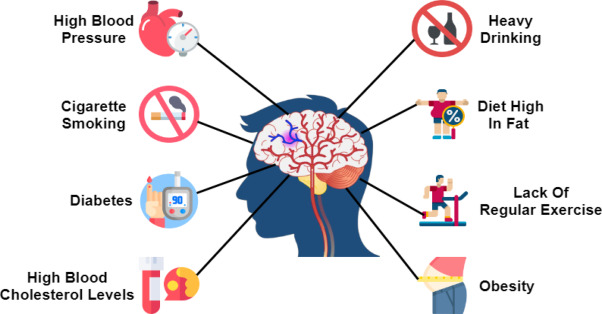 High Blood
Pressure
Heavy
Drinking
Cigarette
Smoking
Diet High
In Fat
%
Diabetes
90
Lack Of
Regular Exercise
High Blood
Cholesterol Levels
Obesity